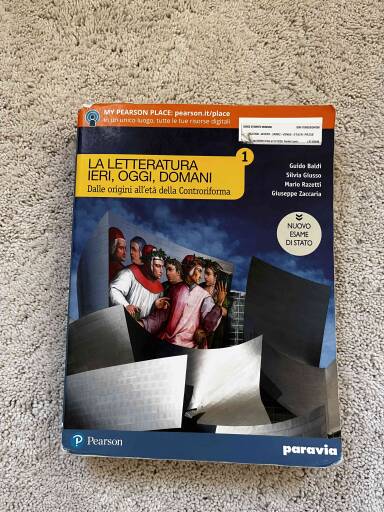 MY PEARSON PLACE: pearson.it/place
in un unico luogo, tutte le tue risorse digitali
1
LA LETTERATURA
IERI, OGGI, DOMANI
Dalle origini all'età della Controriforma
Guido Baldi
Silvia Giusso
Mario Razetti
Giuseppe Zaccaria
NUOVO
ESAME
DI STATO
Pearson
paravia